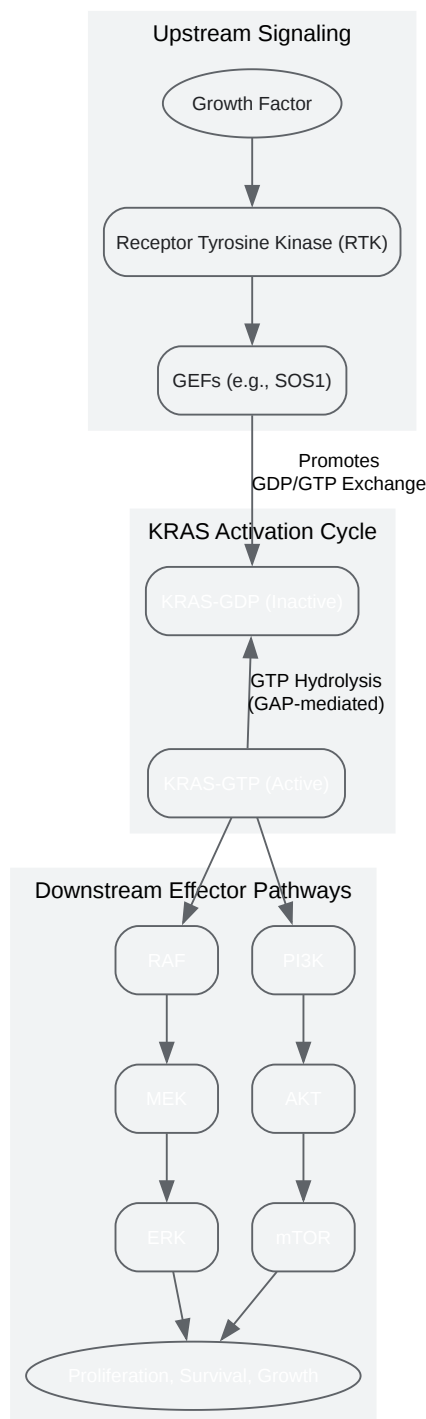 Upstream Signaling
Growth Factor
Receptor Tyrosine Kinase (RTK)
GEFs (e.g., SOS1)
Promotes
GDP/GTP Exchange
KRAS Activation Cycle
KRAS-GDP (Inactive)
GTP Hydrolysis
(GAP-mediated)
KRAS-GTP (Active)
Downstream Effector Pathways
RAF
PI3K
MEK
AKT
ERK
mTOR
Proliferation, Survival, Growth